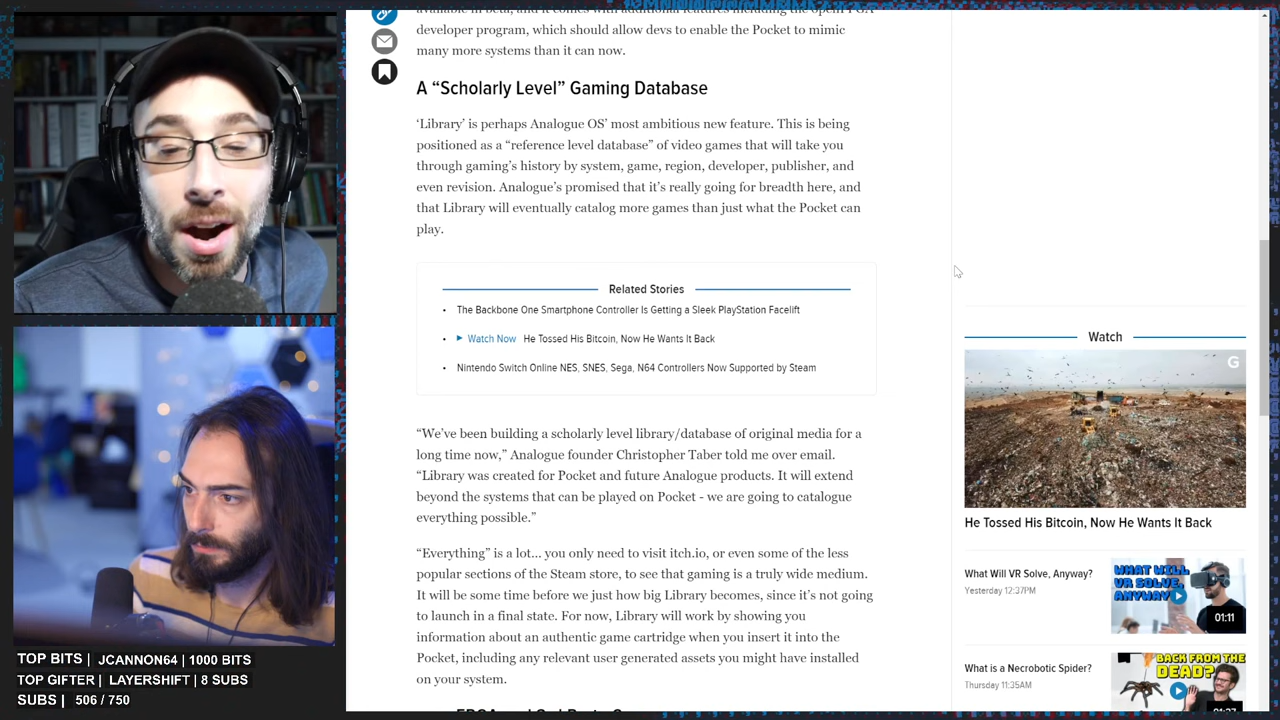 developer program, which should allow devs to enable the Pocket to mimic
many more systems than it can now.
A “Scholarly Level” Gaming Database
‘Library’ is perhaps Analogue OS’ most ambitious new feature. This is being
positioned as a “reference level database” of video games that will take you
through gaming’s history by system, game, region, developer, publisher, and
even revision. Analogue’s promised that it’s really going for breadth here, and
that Library will eventually catalog more games than just what the Pocket can
play.
Related Stories
• The Backbone One Smartphone Controller Is Getting a Sleek PlayStation Facelift
• Watch Now He Tossed His Bitcoin, Now He Wants It Back
• Nintendo Switch Online NES, SNES, Sega, N64 Controllers Now Supported by Steam
“We’ve been building a scholarly level library/database of original media for a
long time now,” Analogue founder Christopher Taber told me over email.
“Library was created for Pocket and future Analogue products. It will extend
beyond the systems that can be played on Pocket - we are going to catalogue
everything possible.”
“Everything” is a lot... you only need to visit itch.io, or even some of the less
popular sections of the Steam store, to see that gaming is a truly wide medium.
It will be some time before we just how big Library becomes, since it’s not going
to launch in a final state. For now, Library will work by showing you
information about an authentic game cartridge when you insert it into the
Pocket, including any relevant user generated assets you might have installed
on your system.
Watch
G
He Tossed His Bitcoin, Now He Wants It Back
What Will VR Solve, Anyway?
Yesterday 12:37PM
WHAT WILL
VR SOLVE,
ANYWAY?
01:11
What is a Necrobotic Spider?
Thursday 11:35AM
BACK FROM THE
DEAD?
TOP BITS | JCANNON64 | 1000 BITS
TOP GIFTER | LAYERSHIFT | 8 SUBS
SUBS | 506 / 750